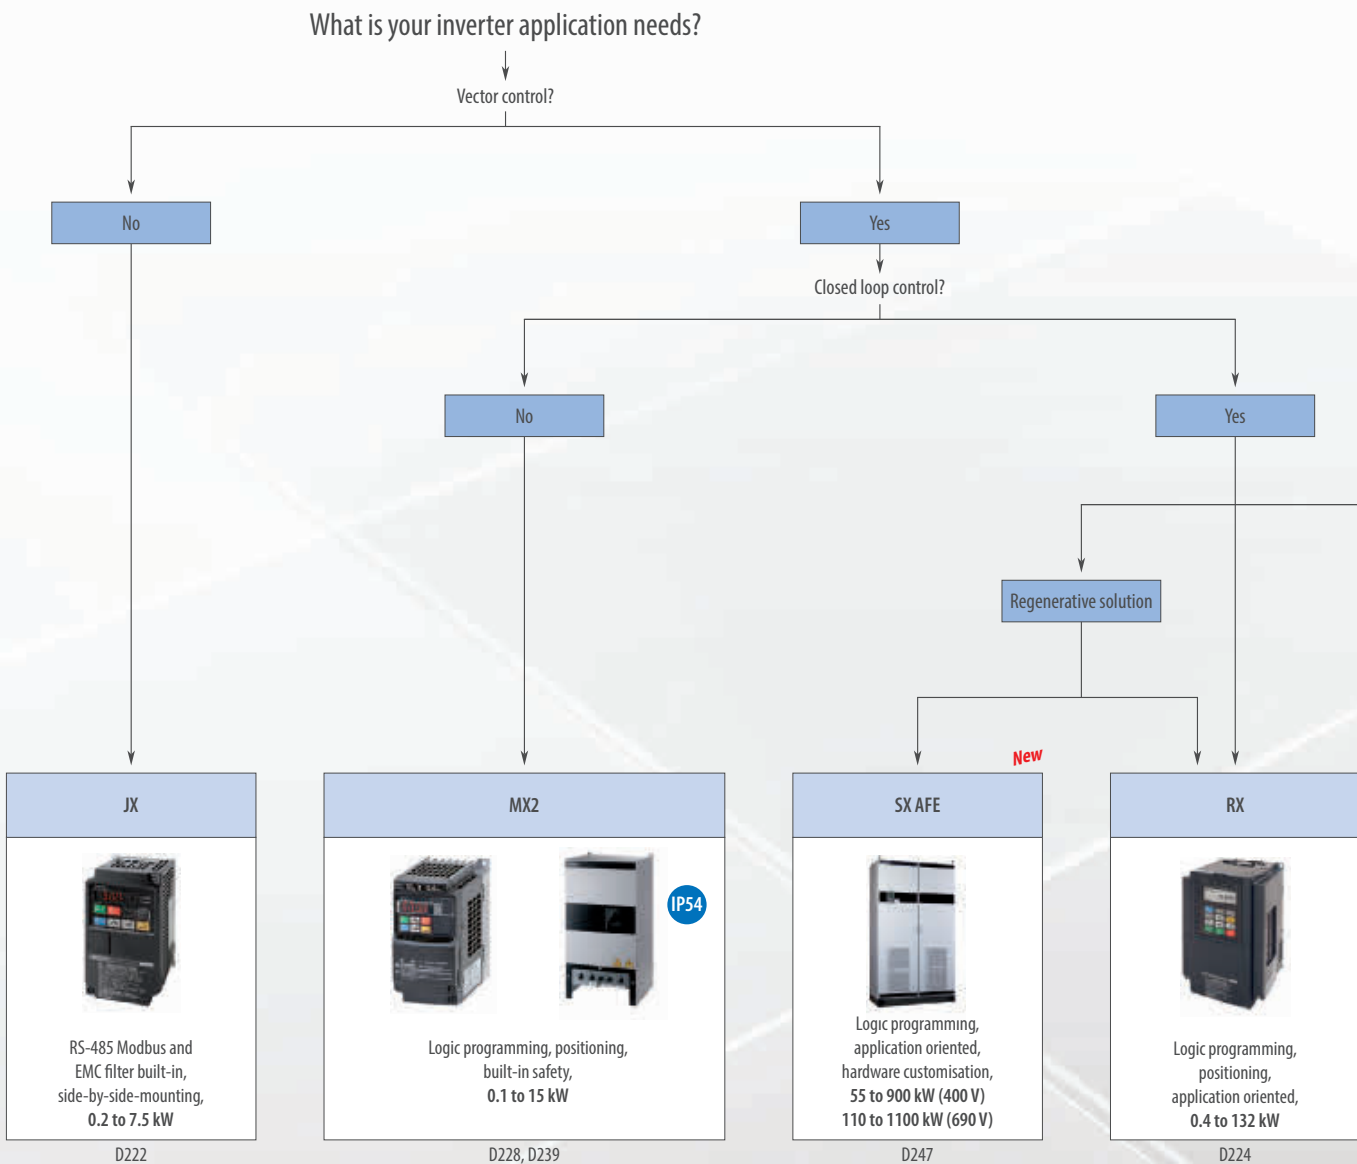 What is your inverter application needs?
Vector control?
No
Yes
Closed loop control?
No
Yes
Regenerative solution
New
JX
MX2
SX AFE
RX
IP54
RS-485 Modbus and
EMC filter built-in,
side-by-side-mounting,
0.2 to 7.5 kW
Logic programming, positioning,
built-in safety,
0.1 to 15 kW
Logic programming,
application oriented,
hardware customisation,
55 to 900 kW (400 V)
110 to 1100 kW (690 V)
Logic programming,
positioning,
application oriented,
0.4 to 132 kW
D222
D228, D239
D247
D224